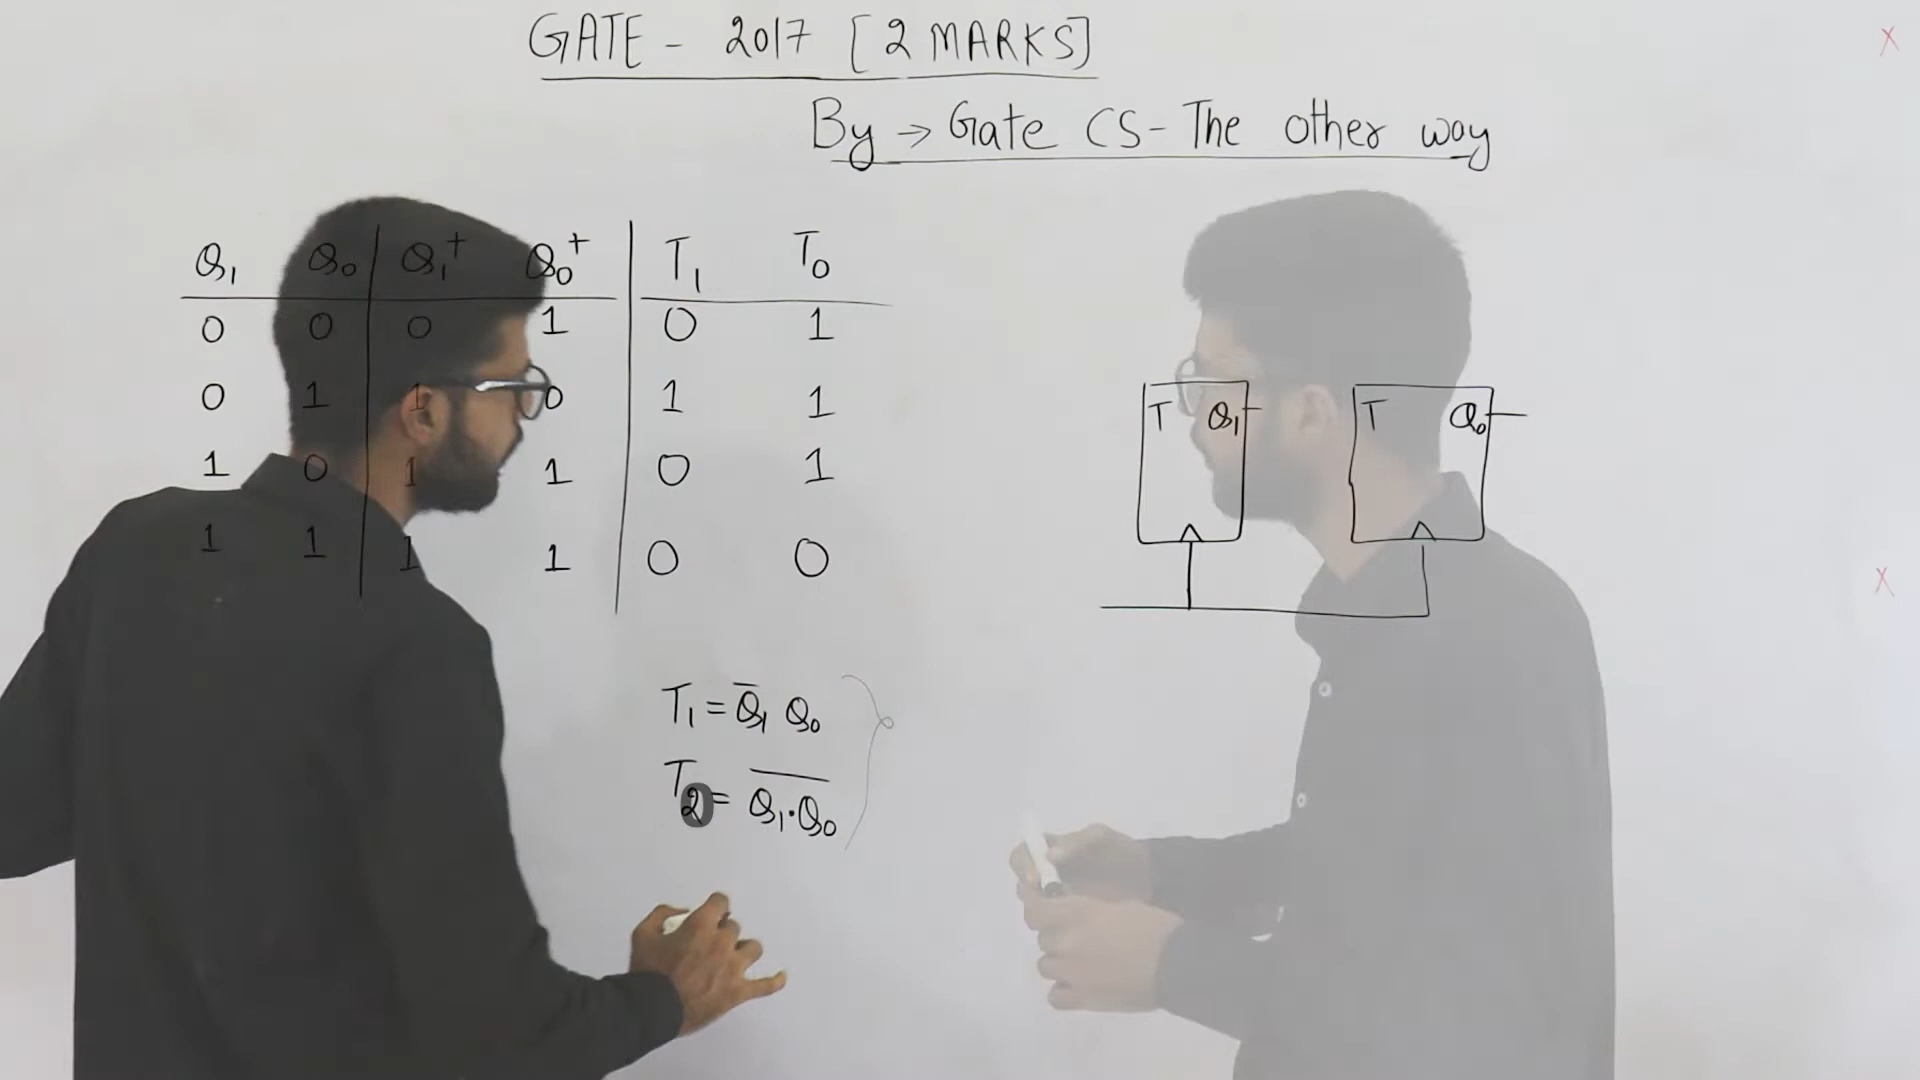 GATE - 2017 [2 MARKS]
By → Gate CS - The other way
Q₁ Q₀ Q₁⁺ Q₀⁺ T₁ T₀
0 0 0 1 0 1
0 1 1 0 1 1
1 0 1 1 0 1
1 1 1 1 0 0
T Q₁ T Q₀
T₁ = Q̅₁ Q₀
T₂ = \overline{Q₁·Q₀}